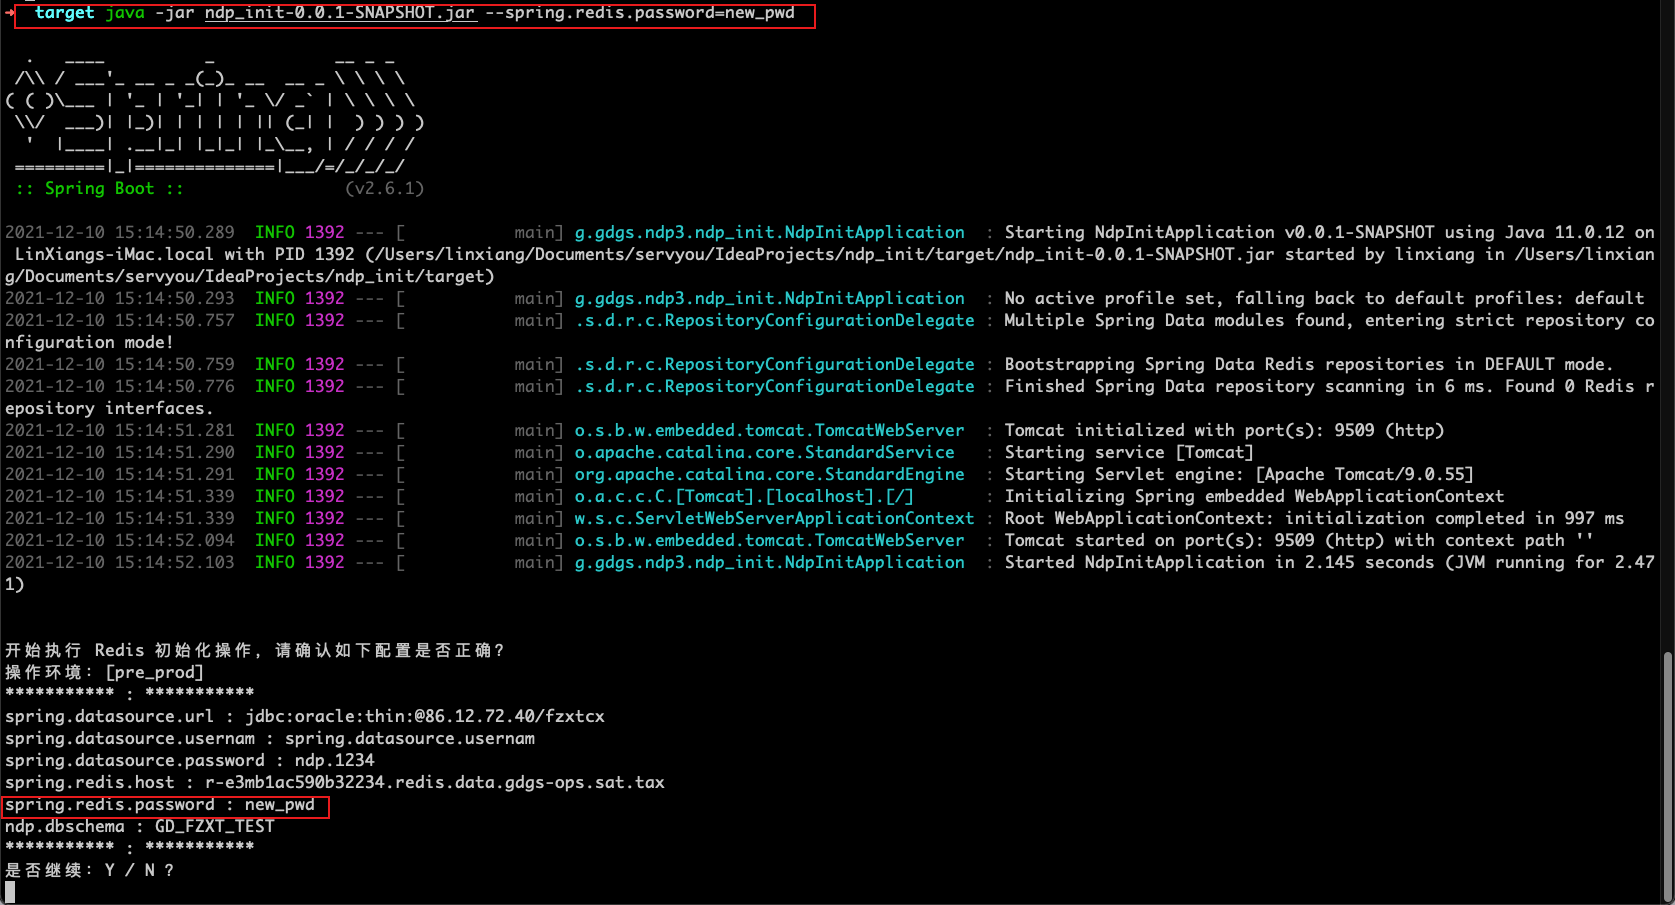 → target java -jar ndp_init-0.0.1-SNAPSHOT.jar --spring.redis.password=new_pwd
  .   ____          _            __ _ _
 /\\ / ___'_ __ _ _(_)_ __  __ _ \ \ \ \
( ( )\___ | '_ | '_| | '_ \/ _` | \ \ \ \
 \\/  ___)| |_)| | | | | || (_| |  ) ) ) )
  '  |____| .__|_| |_|_| |_\__, | / / / /
 =========|_|==============|___/=/_/_/_/
 :: Spring Boot ::                (v2.6.1)
2021-12-10 15:14:50.289  INFO 1392 --- [           main] g.gdgs.ndp3.ndp_init.NdpInitApplication  : Starting NdpInitApplication v0.0.1-SNAPSHOT using Java 11.0.12 on
 LinXiangs-iMac.local with PID 1392 (/Users/linxiang/Documents/servyou/IdeaProjects/ndp_init/target/ndp_init-0.0.1-SNAPSHOT.jar started by linxiang in /Users/linxian
g/Documents/servyou/IdeaProjects/ndp_init/target)
2021-12-10 15:14:50.293  INFO 1392 --- [           main] g.gdgs.ndp3.ndp_init.NdpInitApplication  : No active profile set, falling back to default profiles: default
2021-12-10 15:14:50.757  INFO 1392 --- [           main] .s.d.r.c.RepositoryConfigurationDelegate : Multiple Spring Data modules found, entering strict repository co
nfiguration mode!
2021-12-10 15:14:50.759  INFO 1392 --- [           main] .s.d.r.c.RepositoryConfigurationDelegate : Bootstrapping Spring Data Redis repositories in DEFAULT mode.
2021-12-10 15:14:50.776  INFO 1392 --- [           main] .s.d.r.c.RepositoryConfigurationDelegate : Finished Spring Data repository scanning in 6 ms. Found 0 Redis r
epository interfaces.
2021-12-10 15:14:51.281  INFO 1392 --- [           main] o.s.b.w.embedded.tomcat.TomcatWebServer  : Tomcat initialized with port(s): 9509 (http)
2021-12-10 15:14:51.290  INFO 1392 --- [           main] o.apache.catalina.core.StandardService   : Starting service [Tomcat]
2021-12-10 15:14:51.291  INFO 1392 --- [           main] org.apache.catalina.core.StandardEngine  : Starting Servlet engine: [Apache Tomcat/9.0.55]
2021-12-10 15:14:51.339  INFO 1392 --- [           main] o.a.c.c.C.[Tomcat].[localhost].[/]       : Initializing Spring embedded WebApplicationContext
2021-12-10 15:14:51.339  INFO 1392 --- [           main] w.s.c.ServletWebServerApplicationContext : Root WebApplicationContext: initialization completed in 997 ms
2021-12-10 15:14:52.094  INFO 1392 --- [           main] o.s.b.w.embedded.tomcat.TomcatWebServer  : Tomcat started on port(s): 9509 (http) with context path ''
2021-12-10 15:14:52.103  INFO 1392 --- [           main] g.gdgs.ndp3.ndp_init.NdpInitApplication  : Started NdpInitApplication in 2.145 seconds (JVM running for 2.47
1)
开始执行 Redis 初始化操作, 请确认如下配置是否正确?
操作环境: [pre_prod]
*********** : ***********
spring.datasource.url : jdbc:oracle:thin:@86.12.72.40/fzxtcx
spring.datasource.usernam : spring.datasource.usernam
spring.datasource.password : ndp.1234
spring.redis.host : r-e3mb1ac590b32234.redis.data.gdgs-ops.sat.tax
spring.redis.password : new_pwd
ndp.dbschema : GD_FZXT_TEST
*********** : ***********
是否继续: Y / N ?